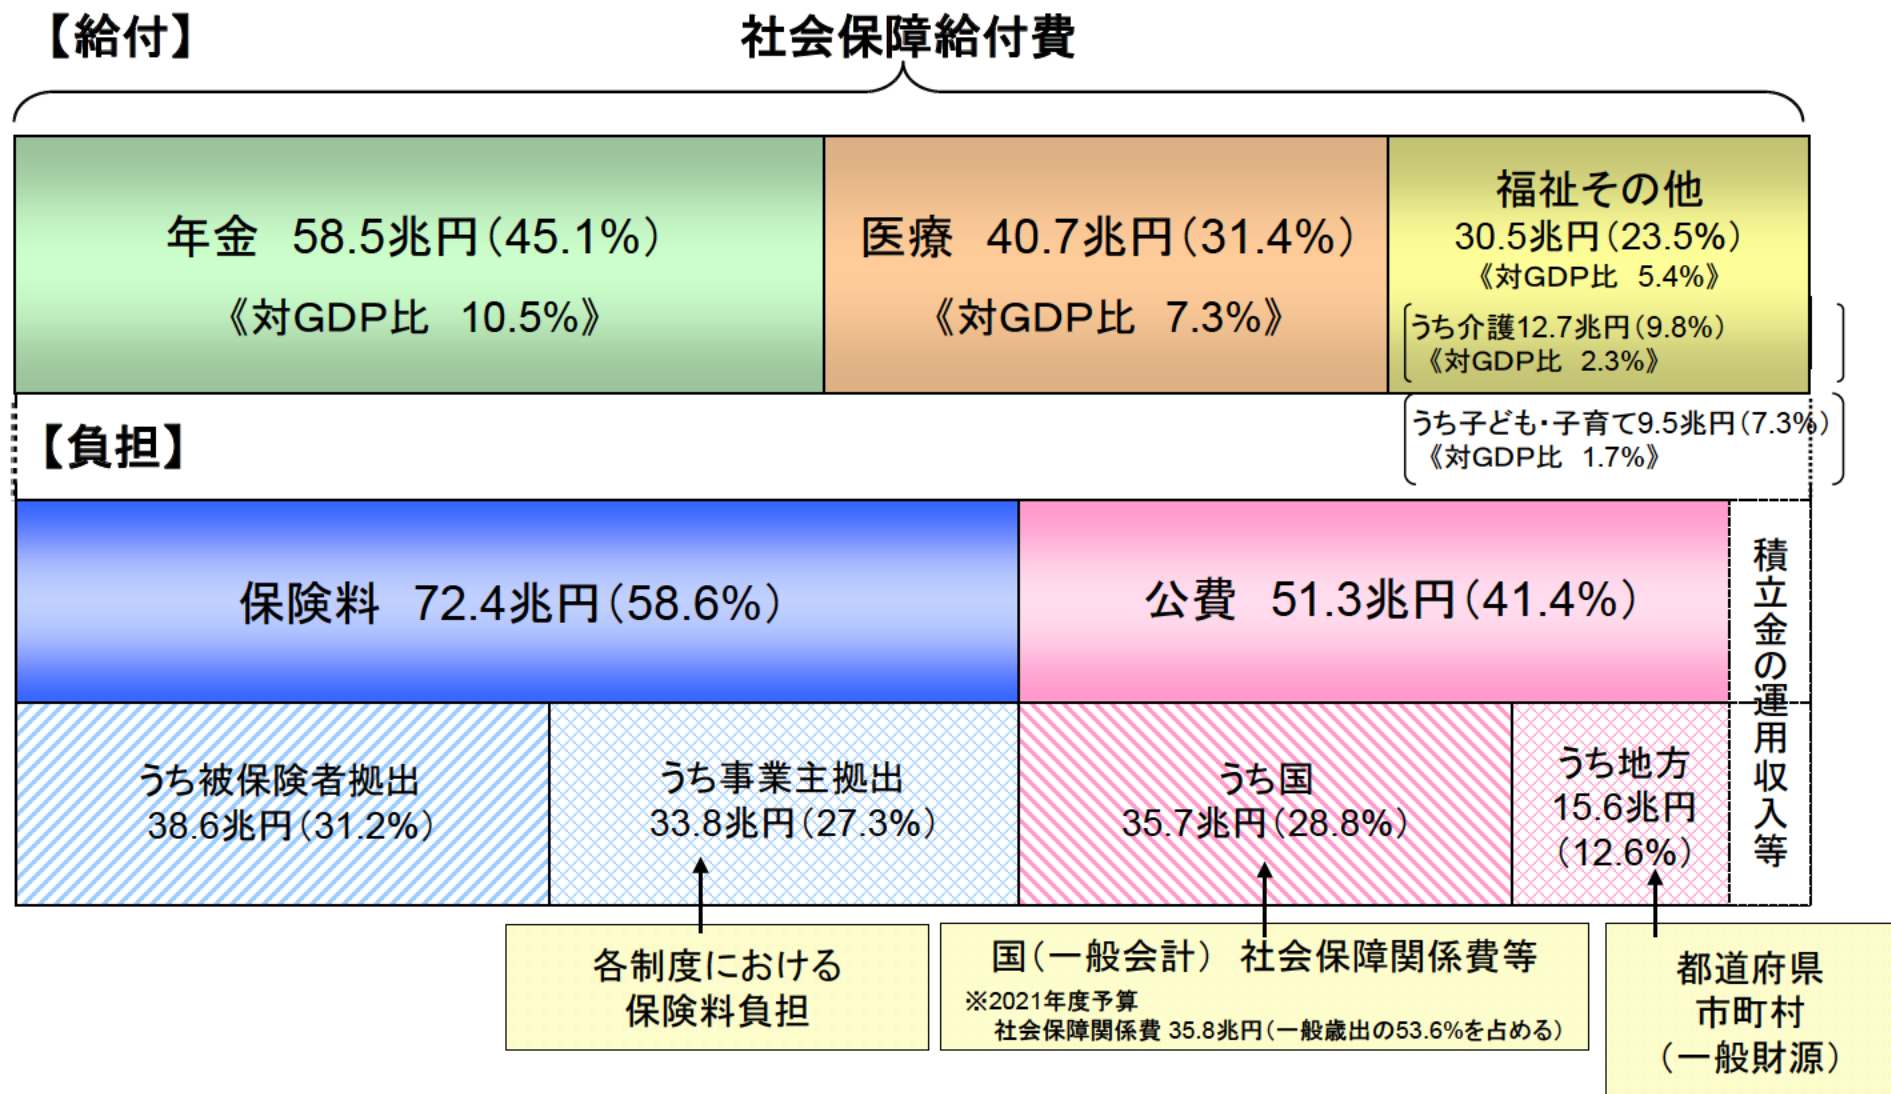 【給付】
社会保障給付費
年金 58.5兆円(45.1%)
《対GDP比 10.5%》
医療 40.7兆円(31.4%)
《対GDP比 7.3%》
福祉その他
30.5兆円(23.5%)
《対GDP比 5.4%》
うち介護12.7兆円(9.8%)
《対GDP比 2.3%》
うち子ども・子育て9.5兆円(7.3%)
《対GDP比 1.7%》
【負担】
保険料 72.4兆円(58.6%)
公費 51.3兆円(41.4%)
積立金の運用収入等
うち被保険者拠出
38.6兆円(31.2%)
うち事業主拠出
33.8兆円(27.3%)
うち国
35.7兆円(28.8%)
うち地方
15.6兆円
(12.6%)
各制度における
保険料負担
国(一般会計) 社会保障関係費等
※2021年度予算
社会保障関係費 35.8兆円(一般歳出の53.6%を占める)
都道府県
市町村
(一般財源)